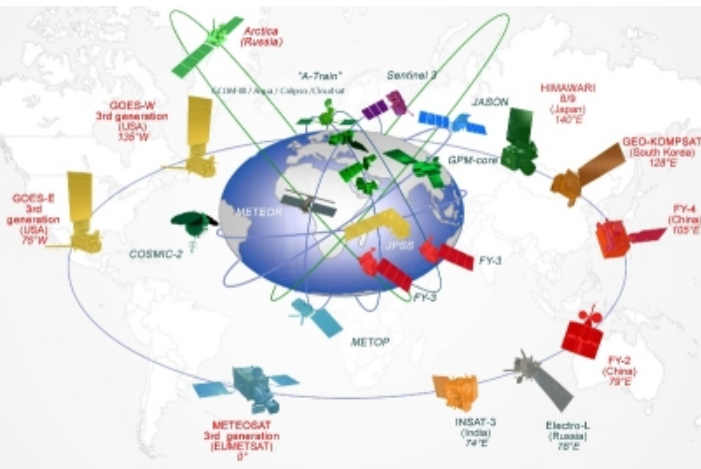 Arctica
(Russia)
"A-Train"
GCOM-W / Aqua / Calipso /Cloudsat
Sentinel 3
GOES-W
3rd generation
(USA)
135°W
JASON
HIMAWARI
8/9
(Japan)
140°E
GPM-core
GEO-KOMPSAT
(South Korea)
128°E
GOES-E
3rd
generation
(USA)
75°W
METEOR
COSMIC-2
JPSS
FY-4
(China)
105°E
FY-3
FY-3
METOP
FY-2
(China)
79°E
METEOSAT
3rd generation
(EUMETSAT)
0°
INSAT-3
(India)
74°E
Electro-L
(Russia)
76°E